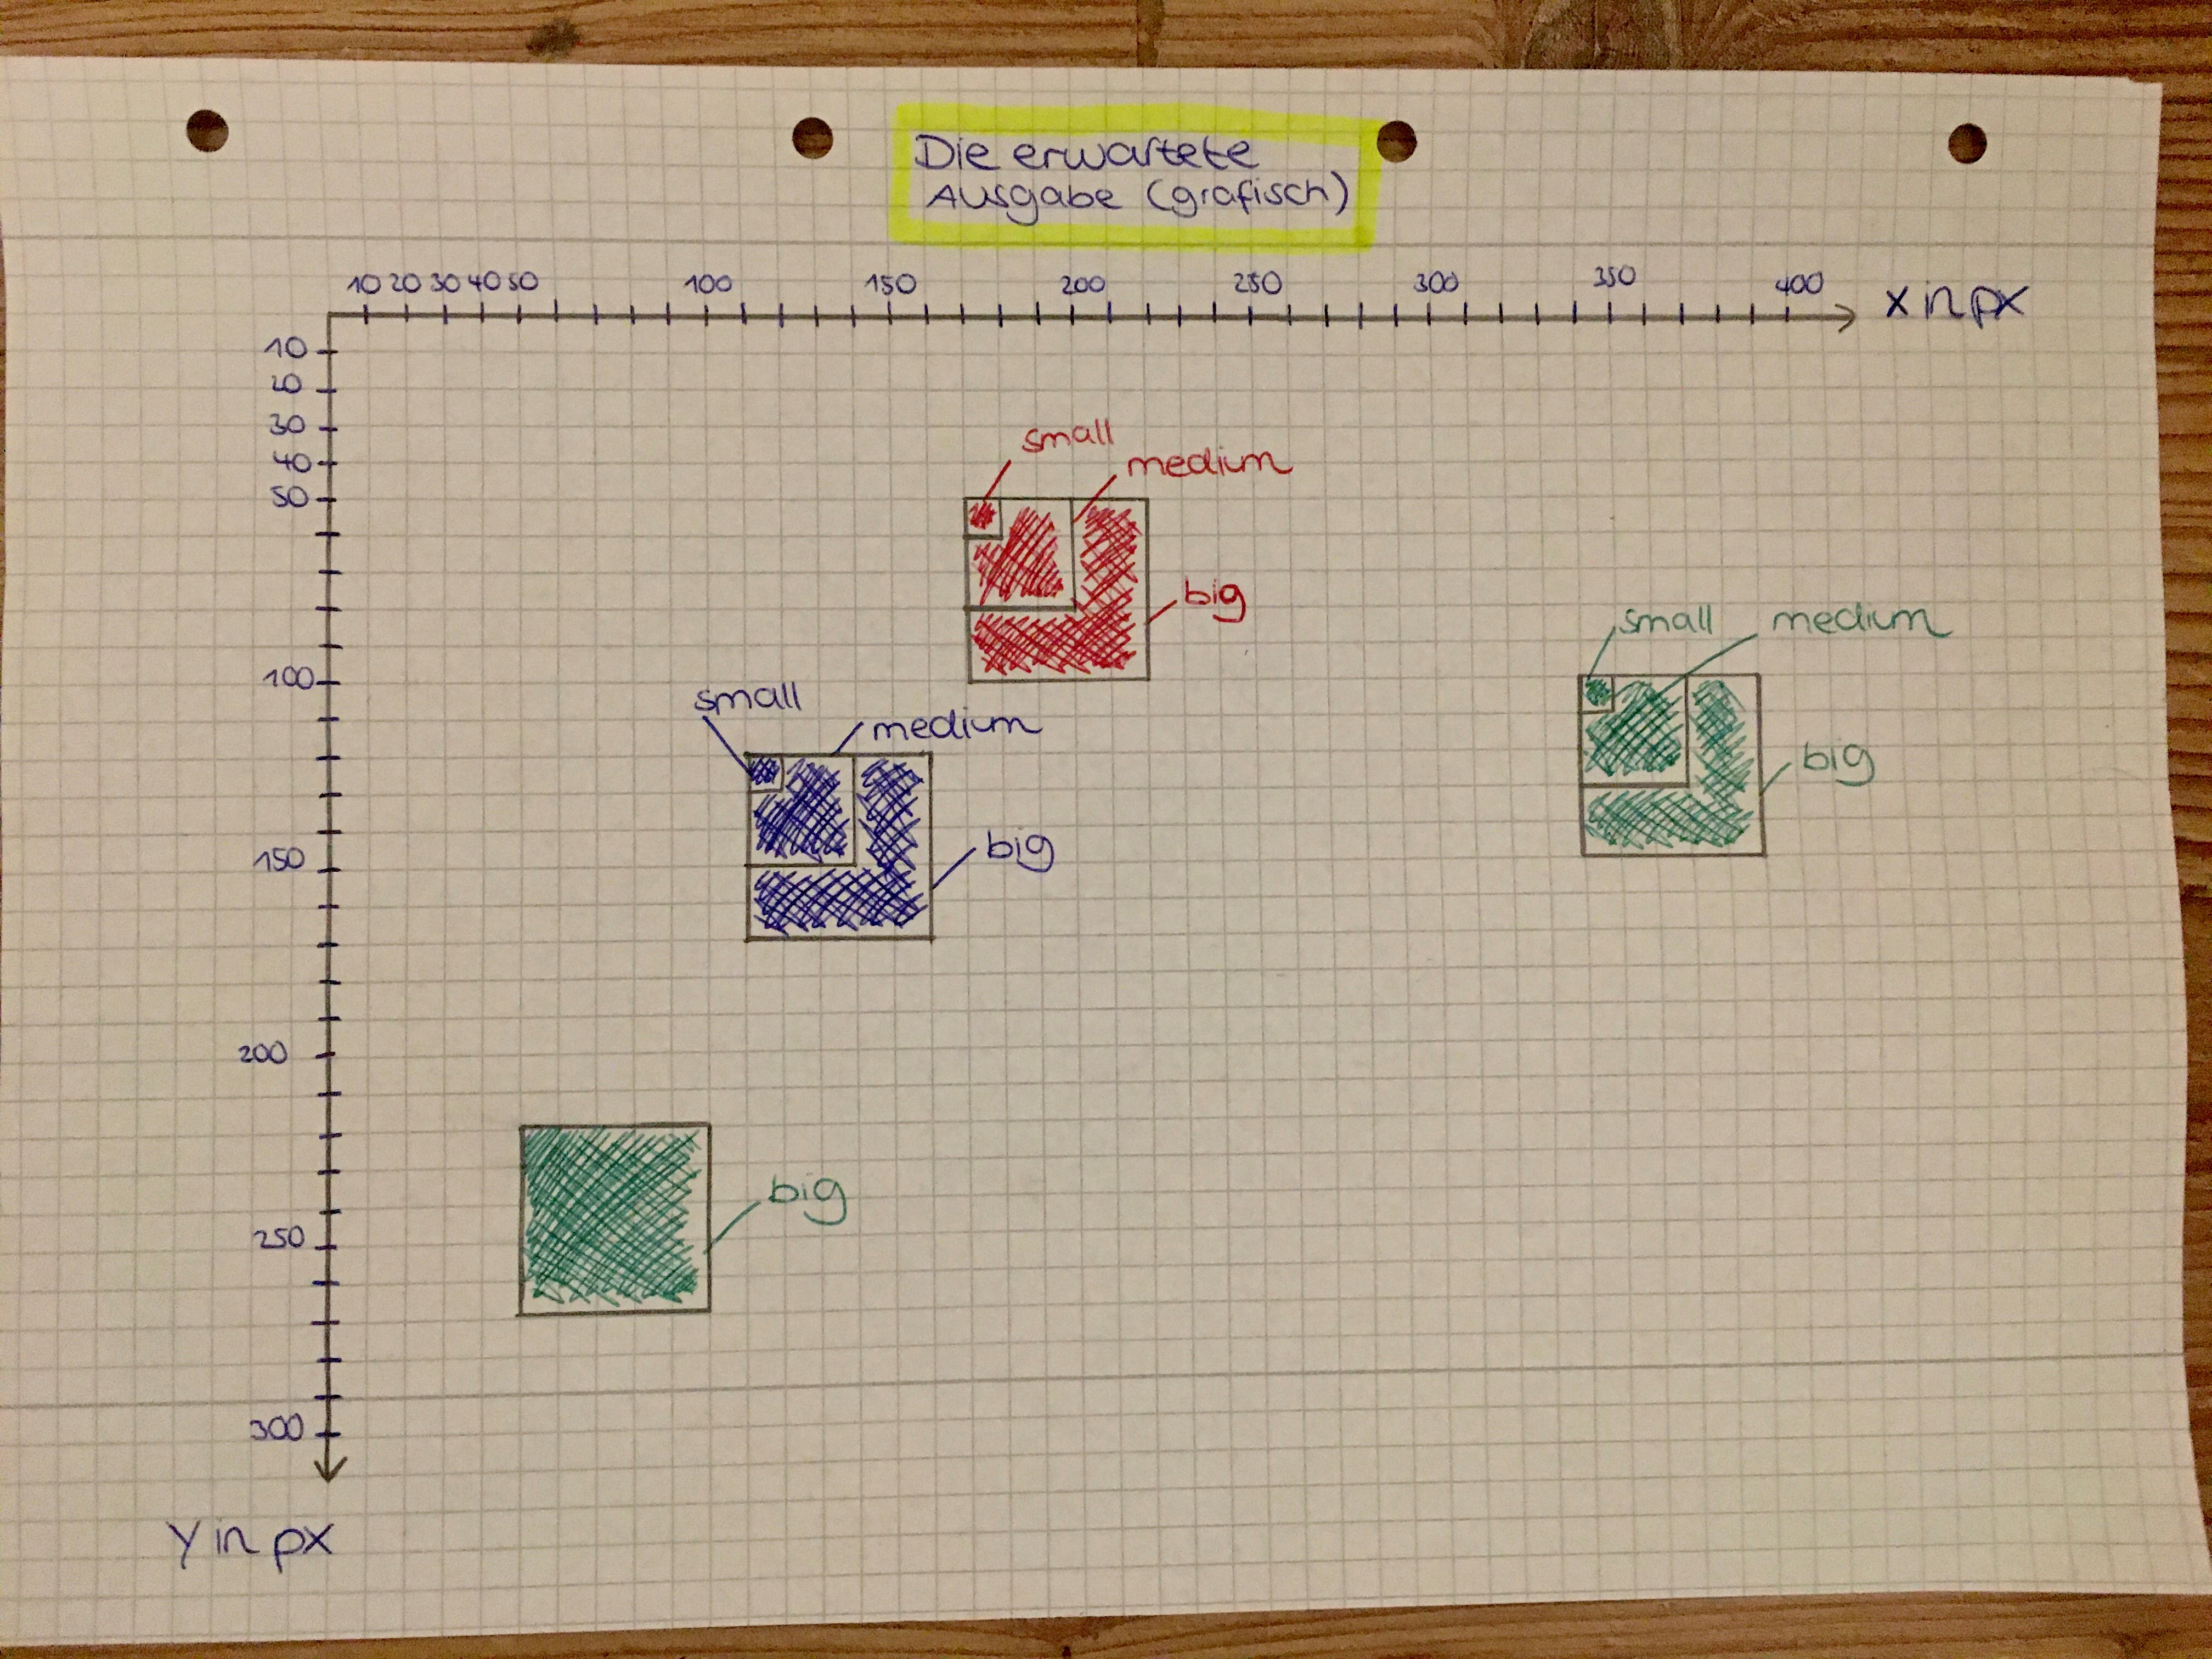 Die erwartete
Ausgabe (grafisch)
10 20 30 40 50 100 150 200 250 300 350 400 x in px
10
20
30
40
50
100
150
200
250
300
y in px
small
medium
big
small
medium
big
small
medium
big
big